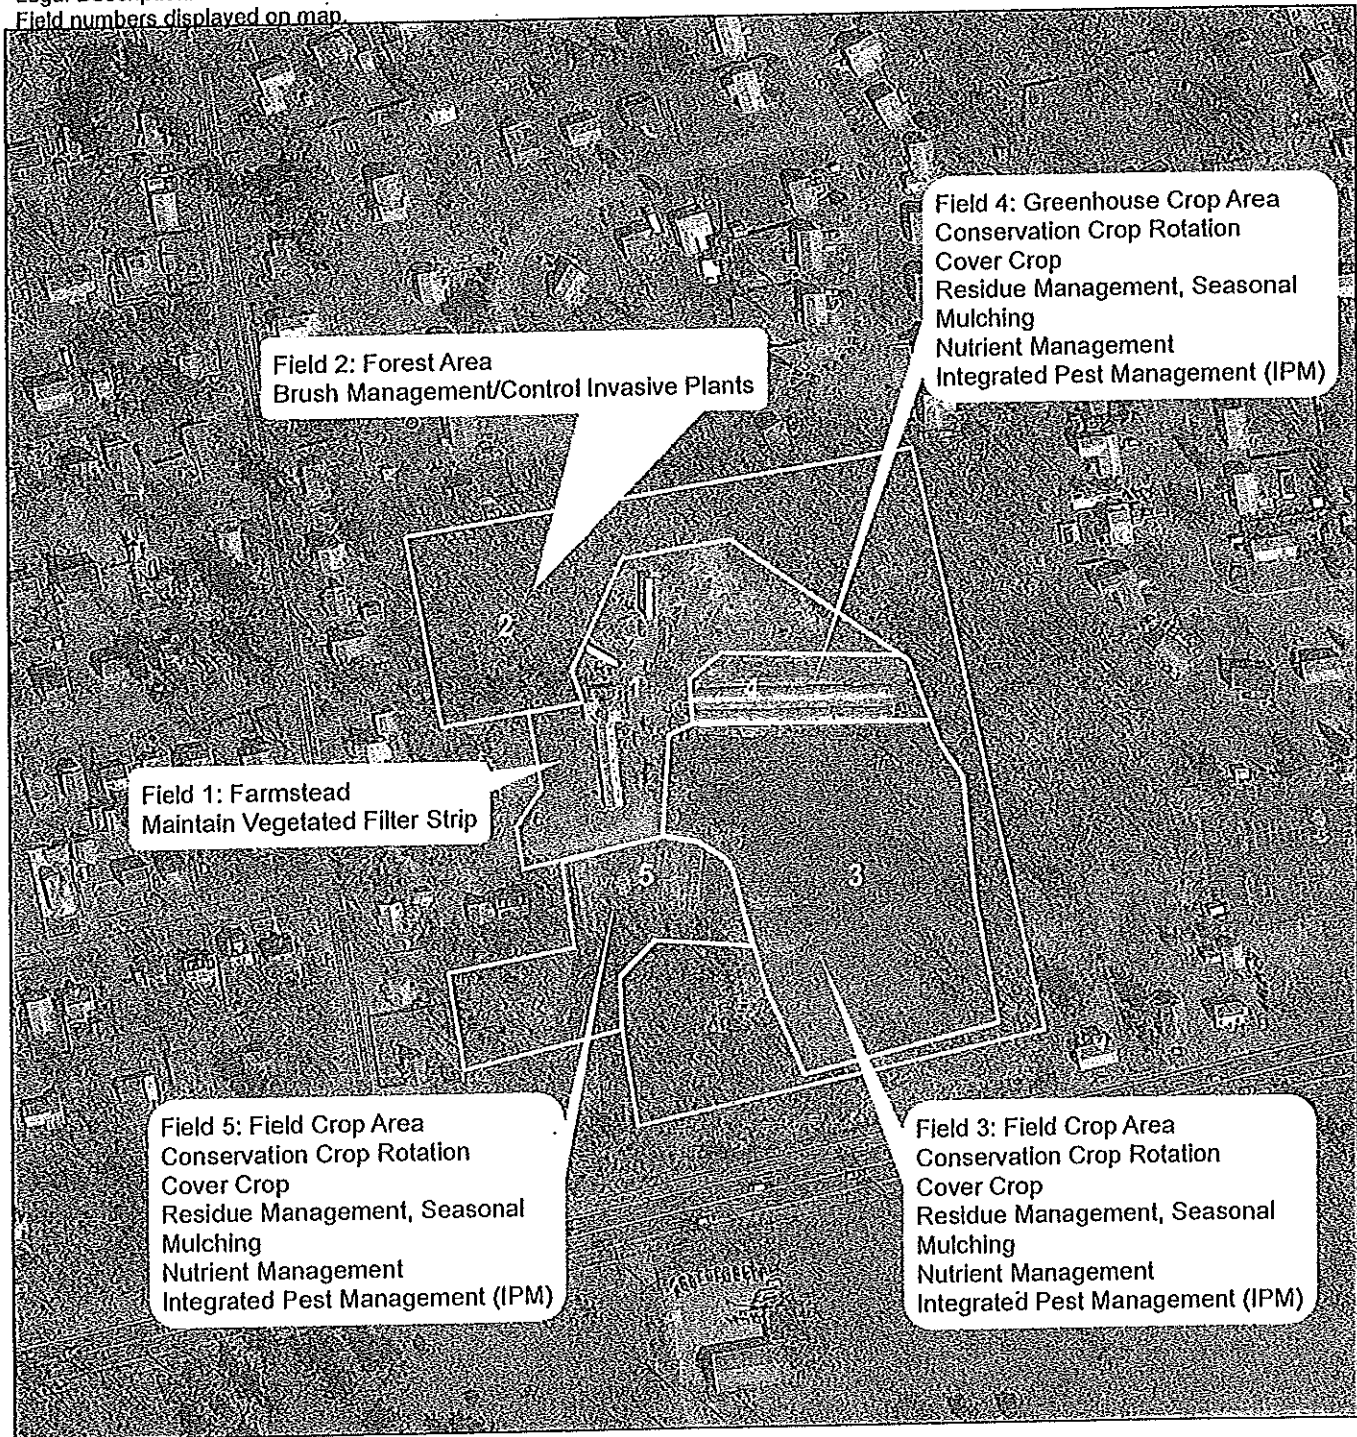 Field numbers displayed on map.
Field 4: Greenhouse Crop Area
Conservation Crop Rotation
Cover Crop
Residue Management, Seasonal
Mulching
Nutrient Management
Integrated Pest Management (IPM)
Field 2: Forest Area
Brush Management/Control Invasive Plants
2
4
Field 1: Farmstead
Maintain Vegetated Filter Strip
5
3
Field 5: Field Crop Area
Conservation Crop Rotation
Cover Crop
Residue Management, Seasonal
Mulching
Nutrient Management
Integrated Pest Management (IPM)
Field 3: Field Crop Area
Conservation Crop Rotation
Cover Crop
Residue Management, Seasonal
Mulching
Nutrient Management
Integrated Pest Management (IPM)